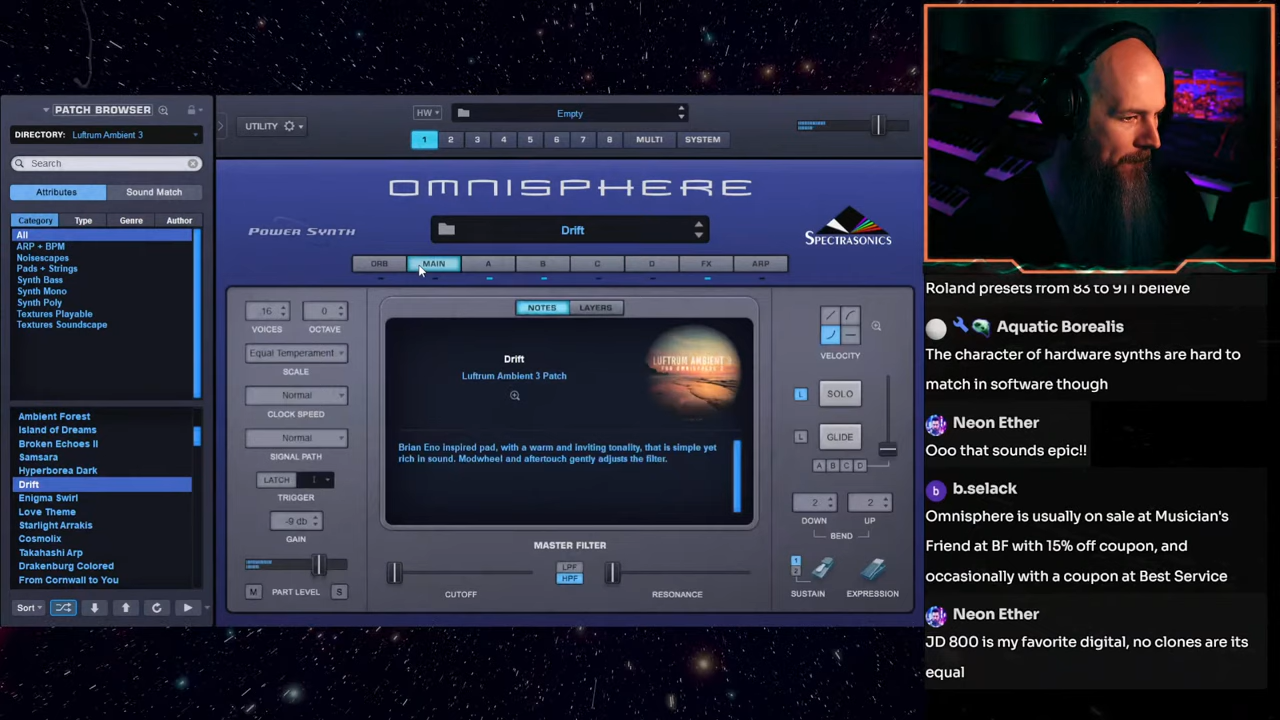 PATCH BROWSER
DIRECTORY: Luftrum Ambient 3
Search
Attributes Sound Match
Category Type Genre Author
All
ARP + BPM
Noisescapes
Pads + Strings
Synth Bass
Synth Mono
Synth Poly
Textures Playable
Textures Soundscape
Ambient Forest
Island of Dreams
Broken Echoes II
Samsara
Hyperborea Dark
Drift
Enigma Swirl
Love Theme
Starlight Arrakis
Cosmolix
Takahashi Arp
Drakenburg Colored
From Cornwall to You
Sort
UTILITY
HW
Empty
1 2 3 4 5 6 7 8 MULTI SYSTEM
OMNISPHERE
POWER SYNTH
Drift
SPECTRASONICS
ORB MAIN A B C D FX ARP
16 0
VOICES OCTAVE
Equal Temperament
SCALE
Normal
CLOCK SPEED
Normal
SIGNAL PATH
LATCH
TRIGGER
-9 db
GAIN
M PART LEVEL S
NOTES LAYERS
Drift
Luftrum Ambient 3 Patch
LUFTRUM AMBIENT 3
Brian Eno inspired pad, with a warm and inviting tonality, that is simple yet
rich in sound. Modwheel and aftertouch gently adjusts the filter.
MASTER FILTER
LPF
HPF
CUTOFF RESONANCE
VELOCITY
L SOLO
L GLIDE
A B C D
2 2
DOWN UP
BEND
1
2
SUSTAIN EXPRESSION
Roland presets from 83 to 91 I believe
Aquatic Borealis
The character of hardware synths are hard to
match in software though
Neon Ether
Ooo that sounds epic!!
b b.selack
Omnisphere is usually on sale at Musician's
Friend at BF with 15% off coupon, and
occasionally with a coupon at Best Service
Neon Ether
JD 800 is my favorite digital, no clones are its
equal